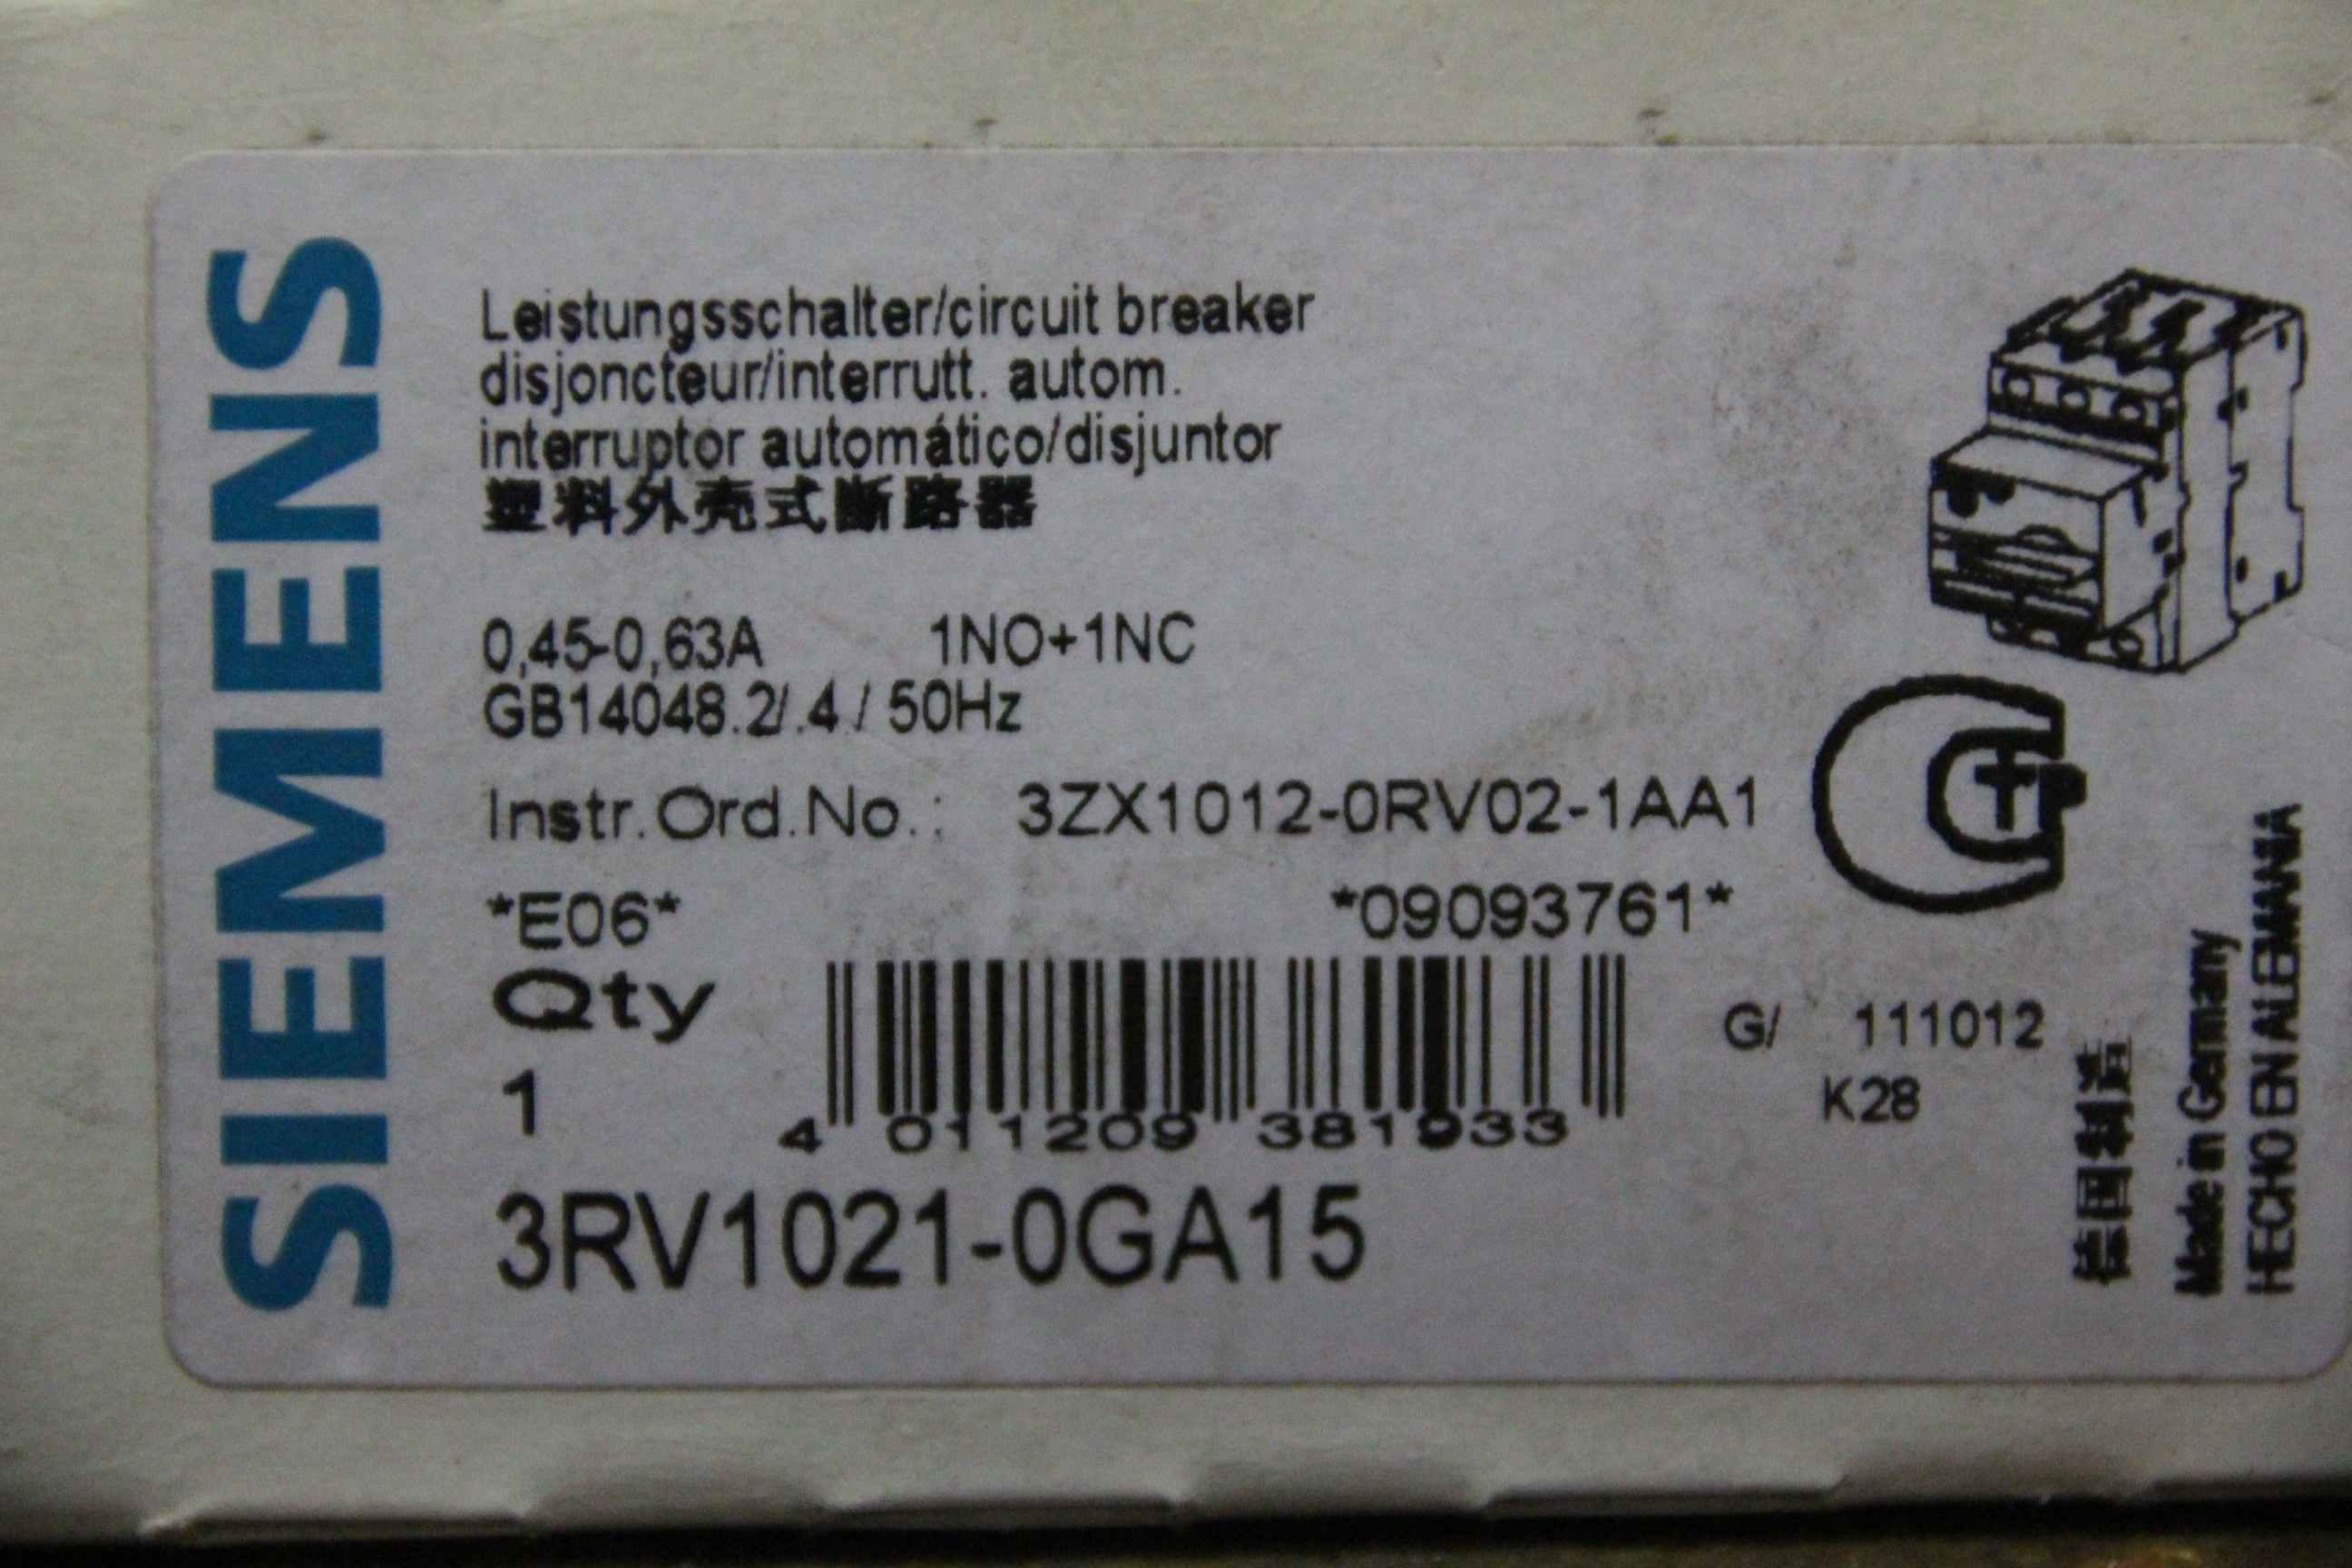 SIEMENS
Leistungsschalter/circuit breaker
disjoncteur/interrutt. autom.
interruptor automático/disjuntor
塑料外壳式断路器
0,45-0,63A 1NO+1NC
GB14048.2/.4 / 50Hz
Instr.Ord.No.: 3ZX1012-0RV02-1AA1
*E06* *09093761*
Qty
1
4 011209 381933
G/ 111012
K28
3RV1021-0GA15
德国制造
Made in Germany
HECHO EN ALEMANIA